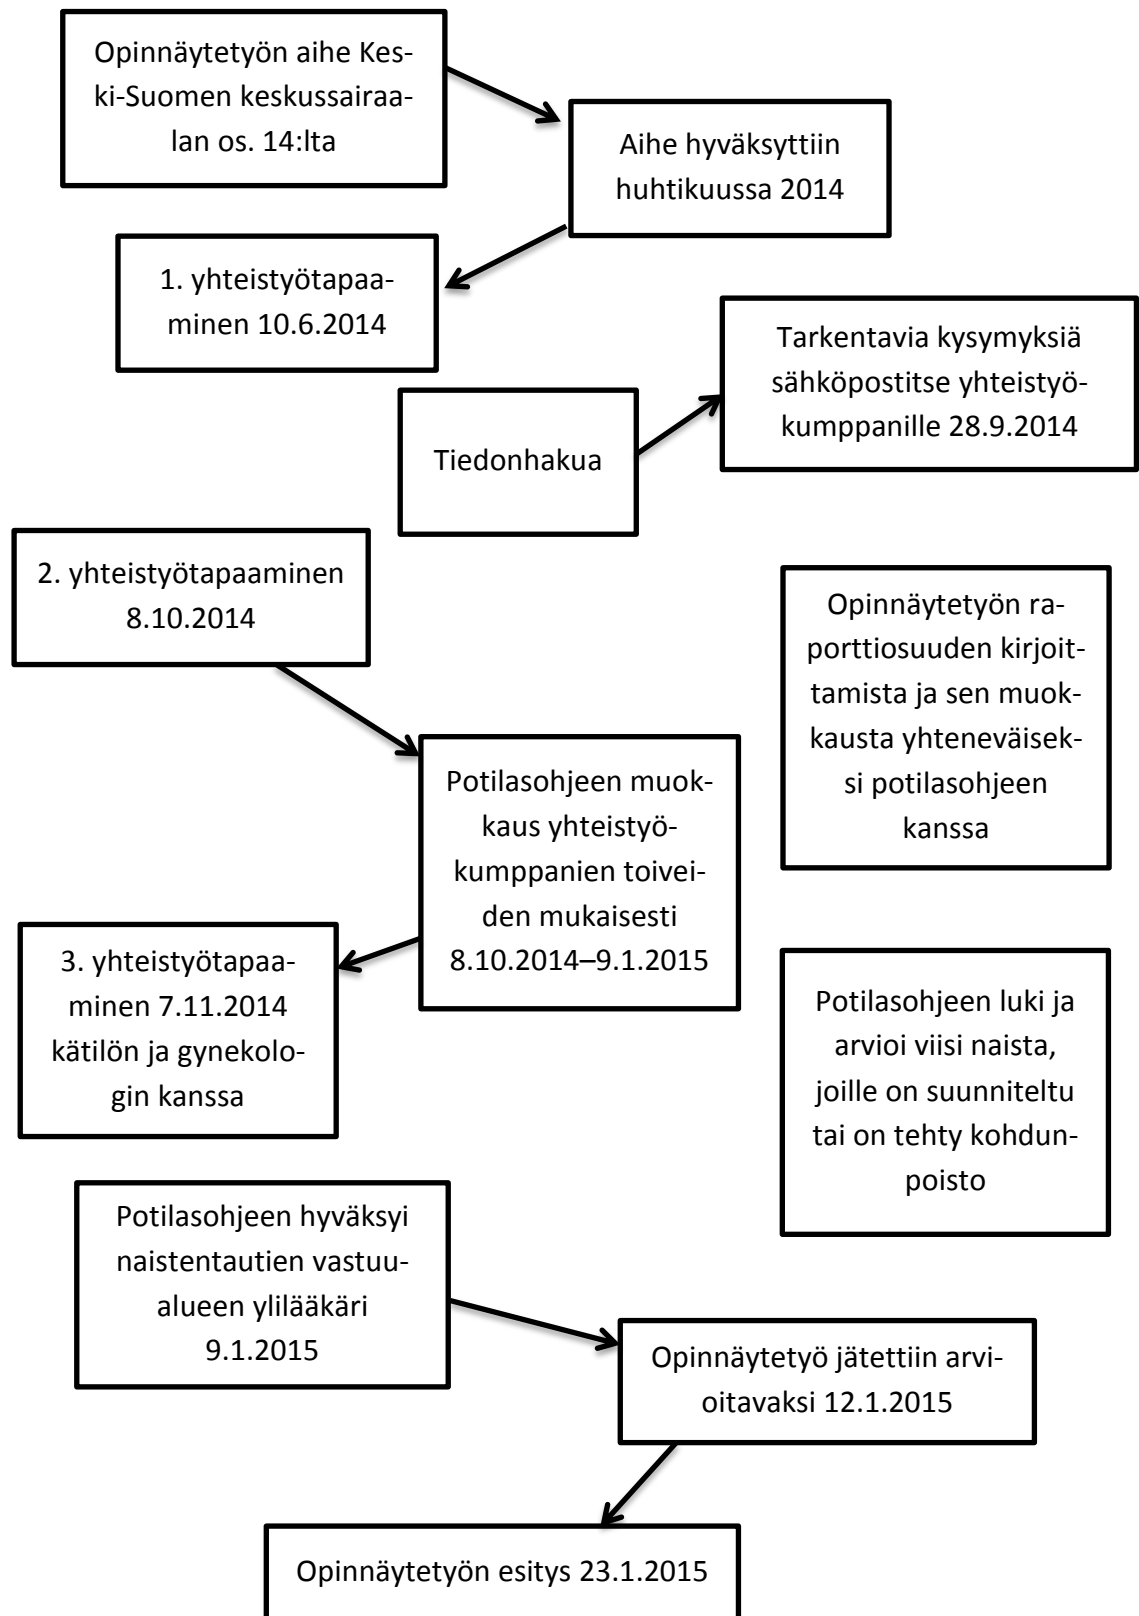 Opinnäytetyön aihe Kes-
ki-Suomen keskussairaa-
lan os. 14:lta
Aihe hyväksyttiin
huhtikuussa 2014
1. yhteistyötapaa-
minen 10.6.2014
Tarkentavia kysymyksiä
sähköpostitse yhteistyö-
kumppanille 28.9.2014
Tiedonhakua
2. yhteistyötapaaminen
8.10.2014
Opinnäytetyön ra-
porttiosuuden kirjoit-
tamista ja sen muok-
kausta yhteneväisek-
si potilasohjeen
kanssa
Potilasohjeen muok-
kaus yhteistyö-
kumppanien toivei-
den mukaisesti
8.10.2014–9.1.2015
3. yhteistyötapaa-
minen 7.11.2014
kätilön ja gynekolo-
gin kanssa
Potilasohjeen luki ja
arvioi viisi naista,
joille on suunniteltu
tai on tehty kohdun-
poisto
Potilasohjeen hyväksyi
naistentautien vastuu-
alueen ylilääkäri
9.1.2015
Opinnäytetyö jätettiin arvi-
oitavaksi 12.1.2015
Opinnäytetyön esitys 23.1.2015